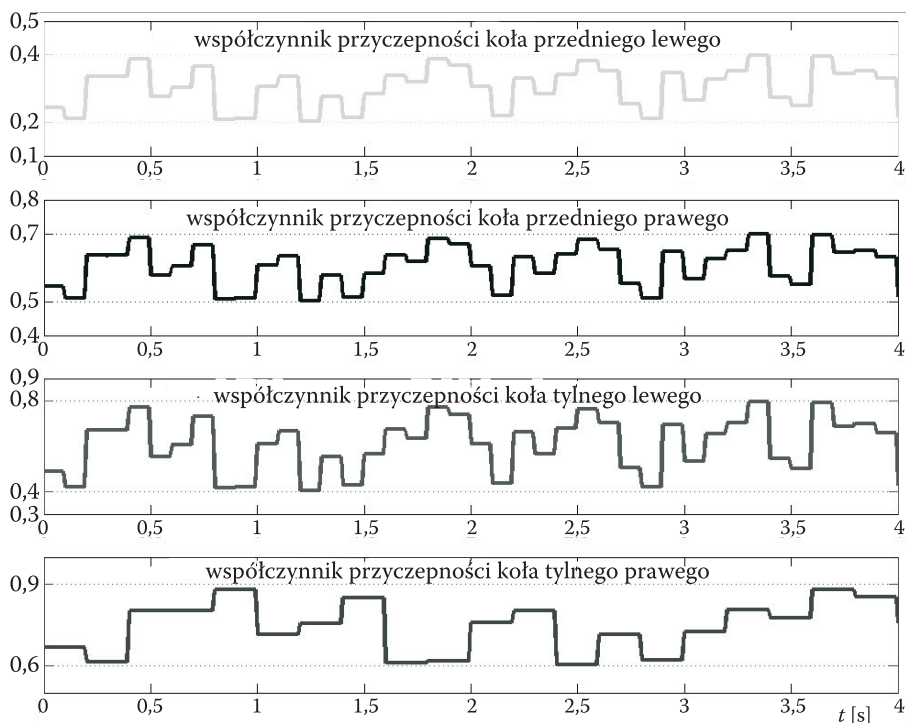 0,5
współczynnik przyczepności koła przedniego lewego
0,4
0,2
0,1
0 0,5 1 1,5 2 2,5 3 3,5 4
0,8
współczynnik przyczepności koła przedniego prawego
0,7
0,5
0,4
0 0,5 1 1,5 2 2,5 3 3,5 4
0,9
współczynnik przyczepności koła tylnego lewego
0,8
0,4
0,3
0 0,5 1 1,5 2 2,5 3 3,5 4
współczynnik przyczepności koła tylnego prawego
0,9
0,6
0 0,5 1 1,5 2 2,5 3 3,5 4
t [s]